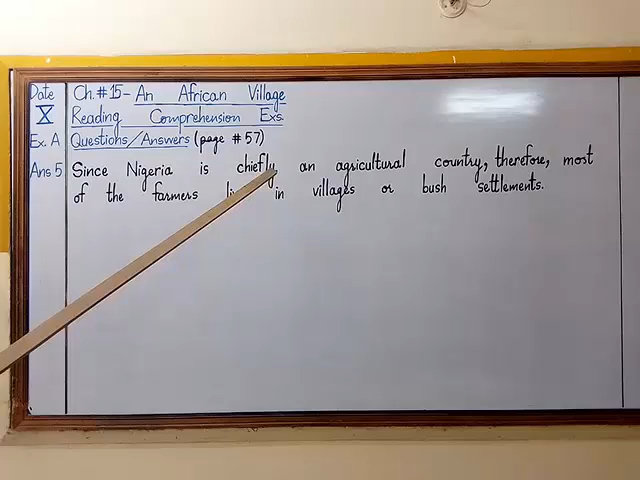 Date Ch.#15- An African Village
X Reading Comprehension Exs.
Ex. A Questions/Answers (page #57)
Ans 5 Since Nigeria is chiefly an agricultural country, therefore, most
of the farmers in villages or bush settlements.